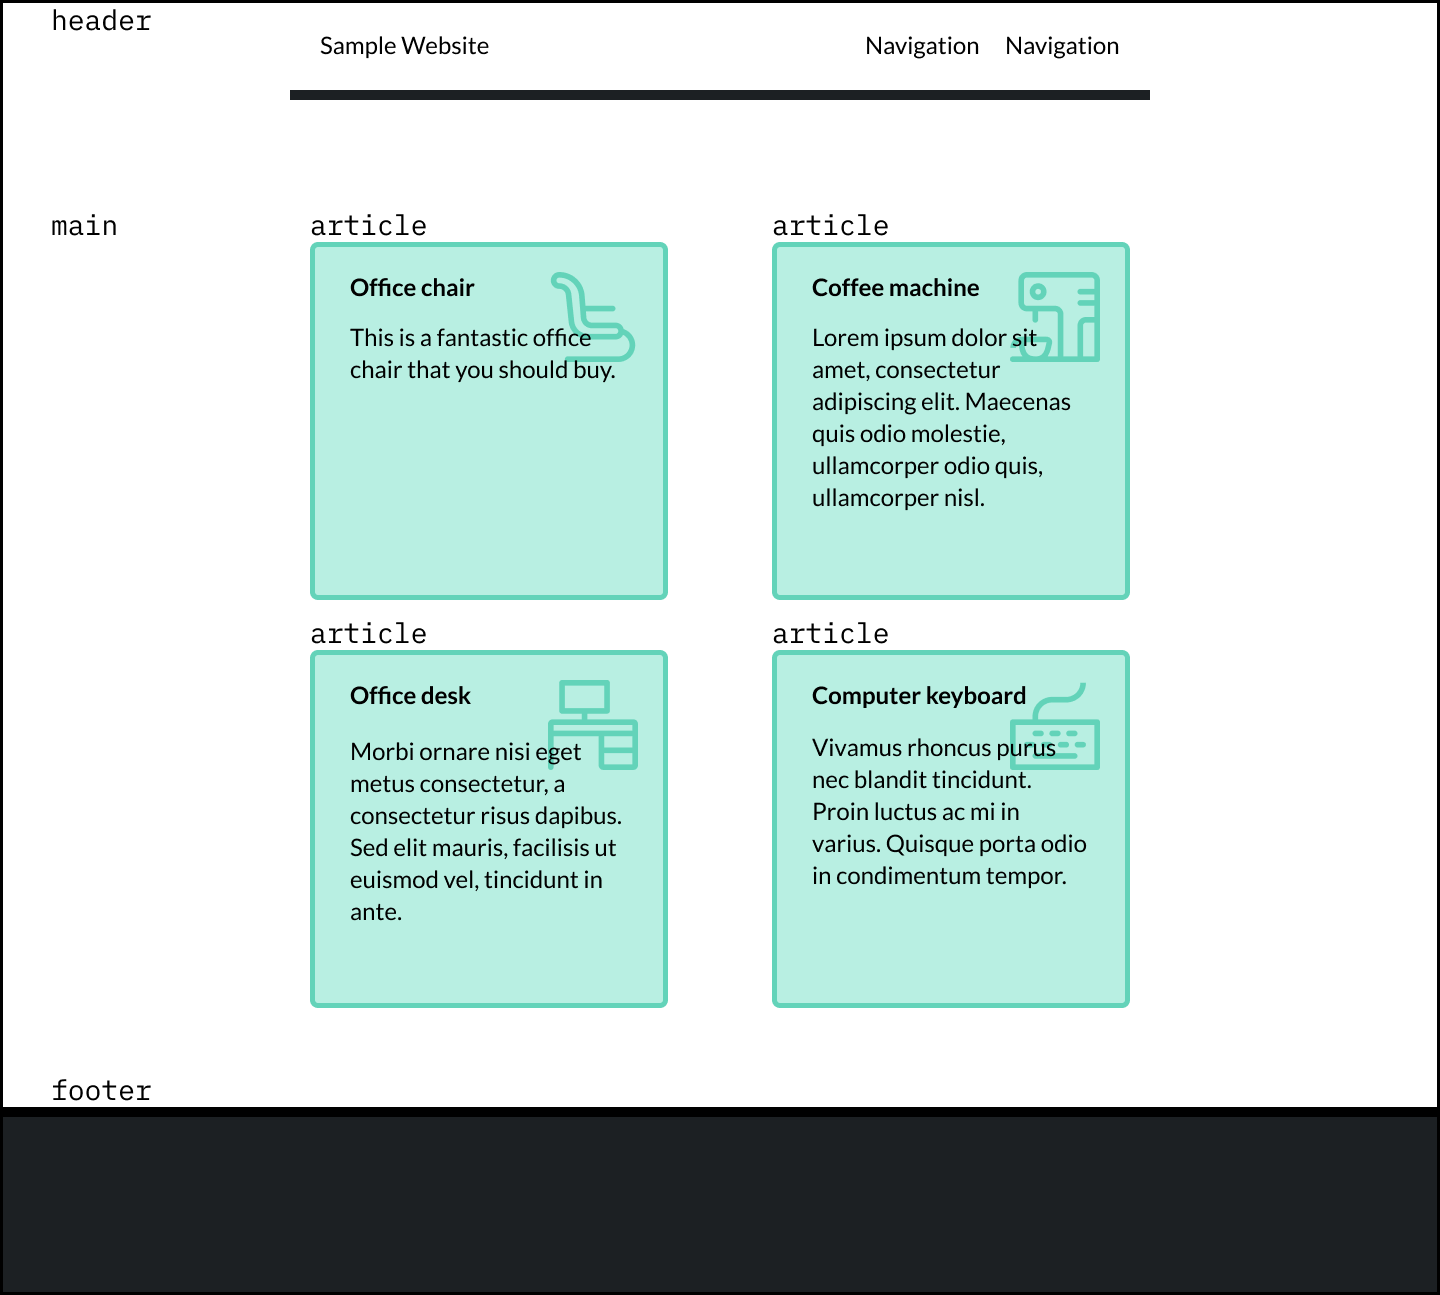 header
Sample Website
Navigation Navigation
main
article
Office chair
This is a fantastic office
chair that you should buy.
article
Coffee machine
Lorem ipsum dolor sit
amet, consectetur
adipiscing elit. Maecenas
quis odio molestie,
ullamcorper odio quis,
ullamcorper nisl.
article
Office desk
Morbi ornare nisi eget
metus consectetur, a
consectetur risus dapibus.
Sed elit mauris, facilisis ut
euismod vel, tincidunt in
ante.
article
Computer keyboard
Vivamus rhoncus purus
nec blandit tincidunt.
Proin luctus ac mi in
varius. Quisque porta odio
in condimentum tempor.
footer